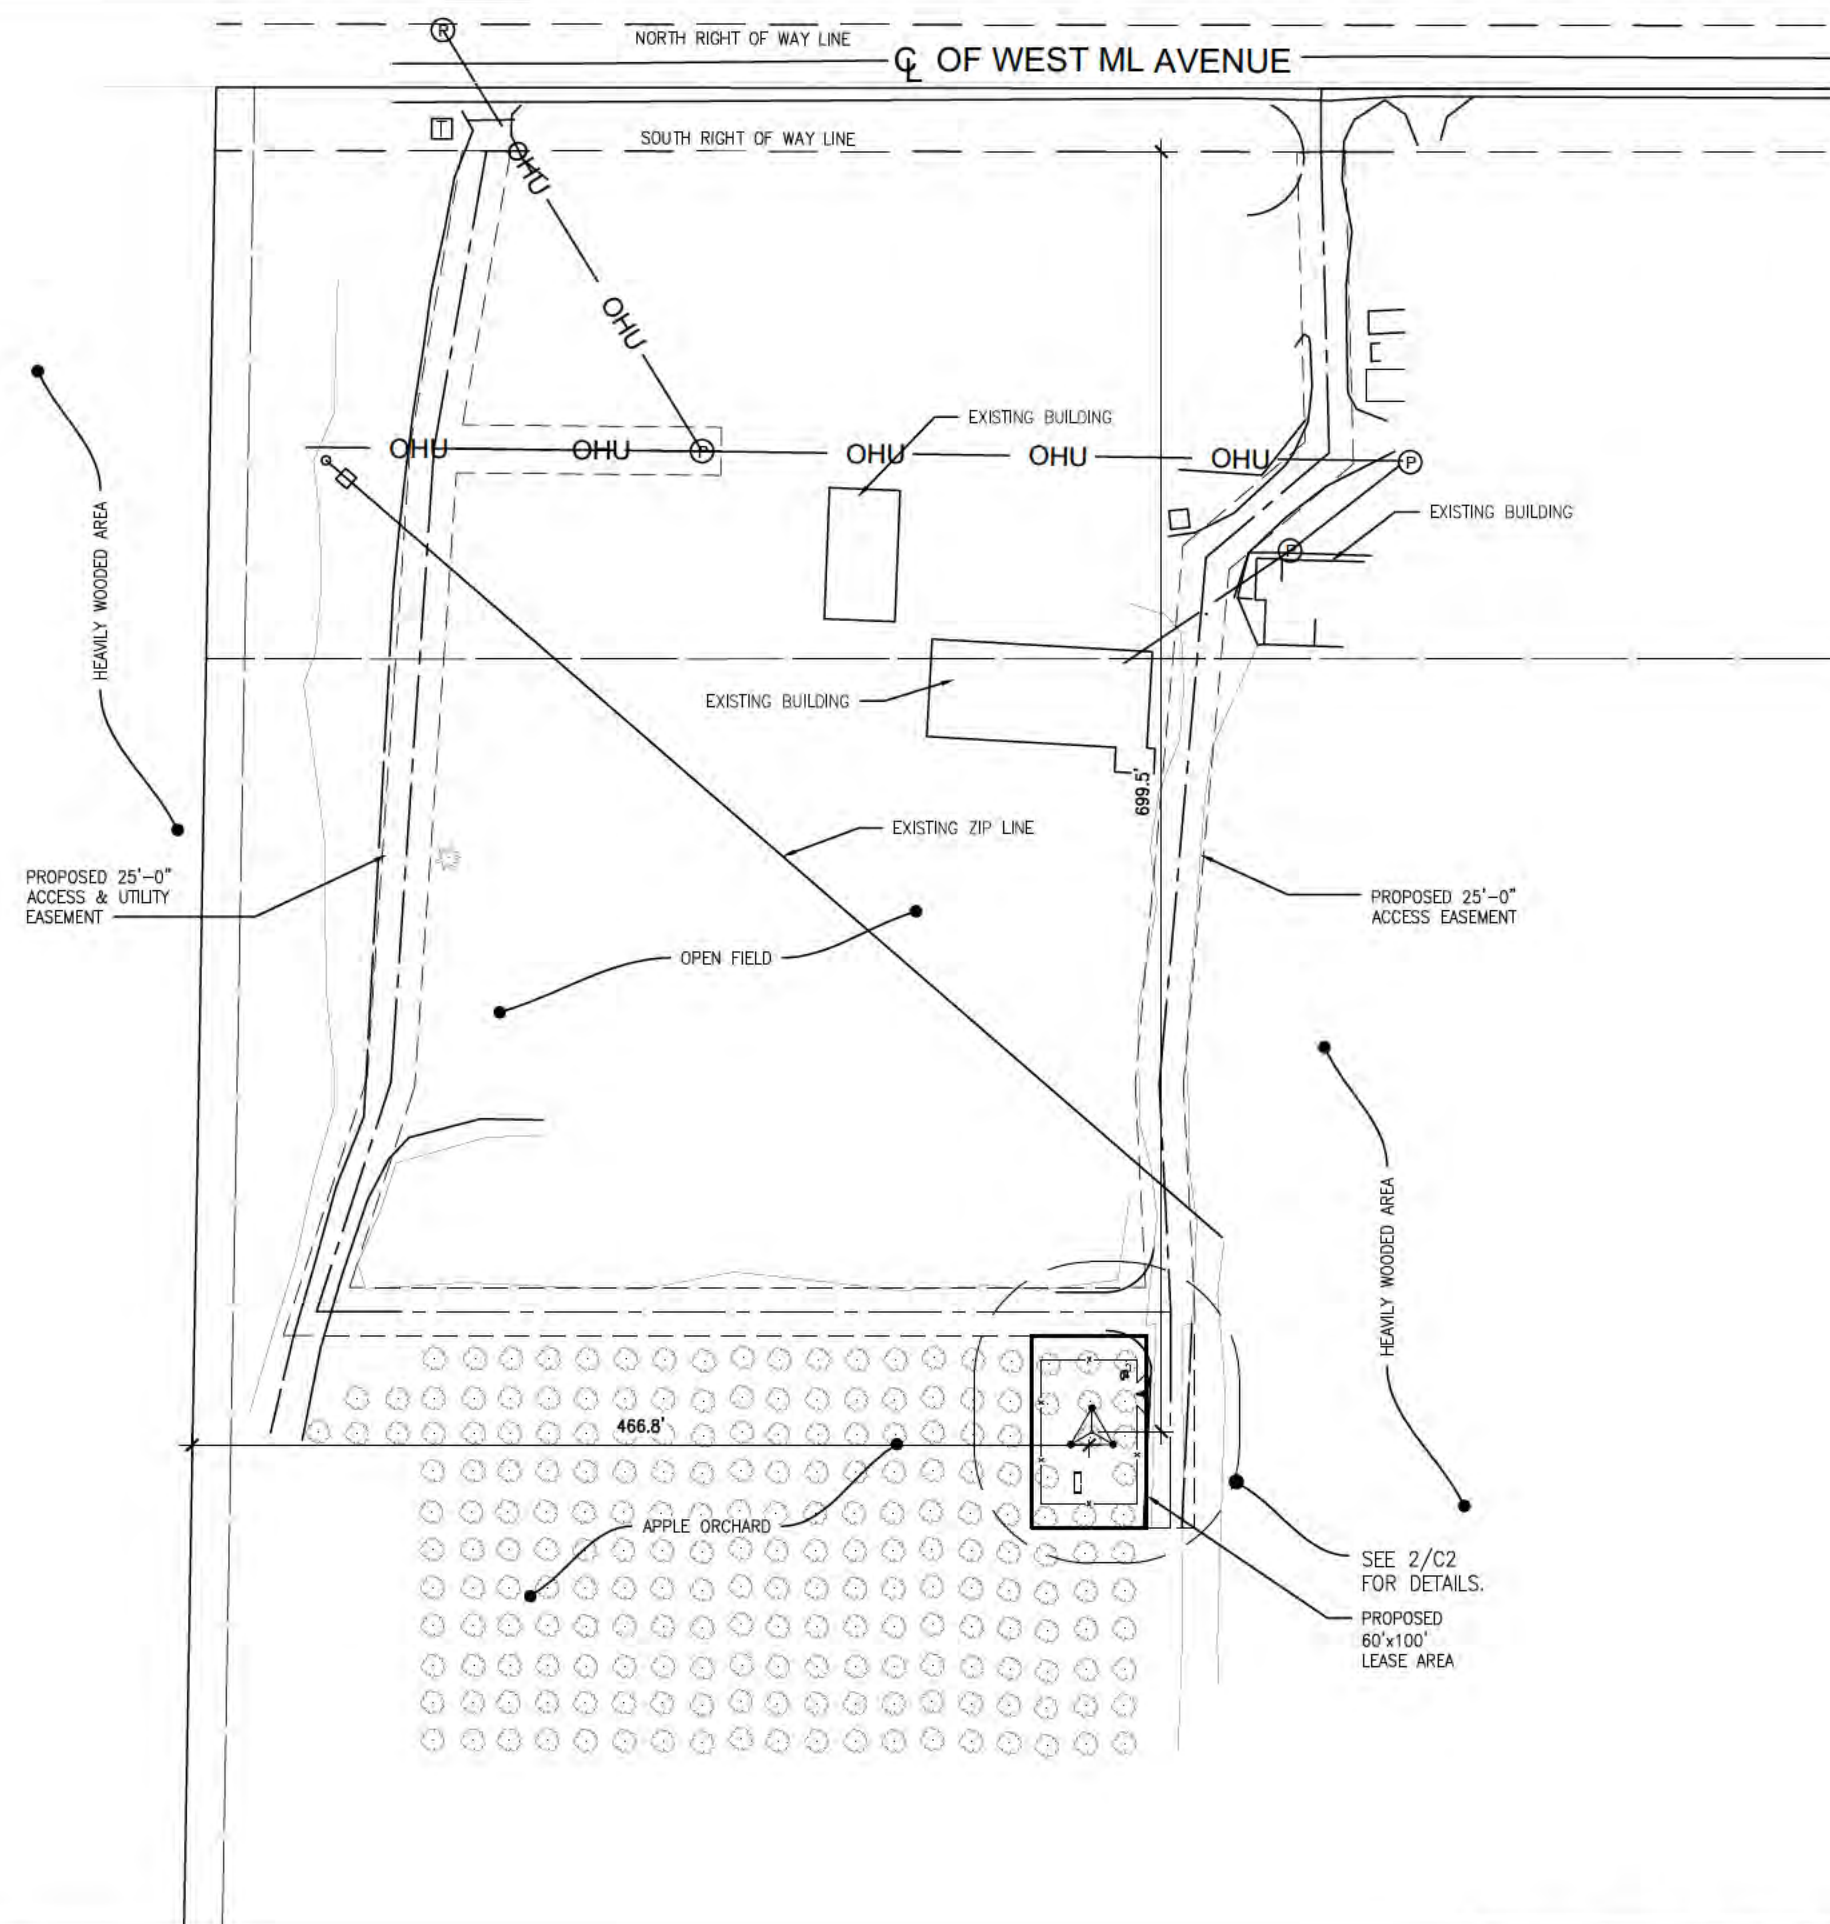 R
NORTH RIGHT OF WAY LINE
℄ OF WEST ML AVENUE
T
SOUTH RIGHT OF WAY LINE
OHU
OHU
EXISTING BUILDING
OHU
OHU
P
OHU
OHU
OHU
P
EXISTING BUILDING
P
HEAVILY WOODED AREA
EXISTING BUILDING
699.5'
EXISTING ZIP LINE
PROPOSED 25'-0"
ACCESS & UTILITY
EASEMENT
PROPOSED 25'-0"
ACCESS EASEMENT
OPEN FIELD
HEAVILY WOODED AREA
466.8'
APPLE ORCHARD
SEE 2/C2
FOR DETAILS.
PROPOSED
60'x100'
LEASE AREA